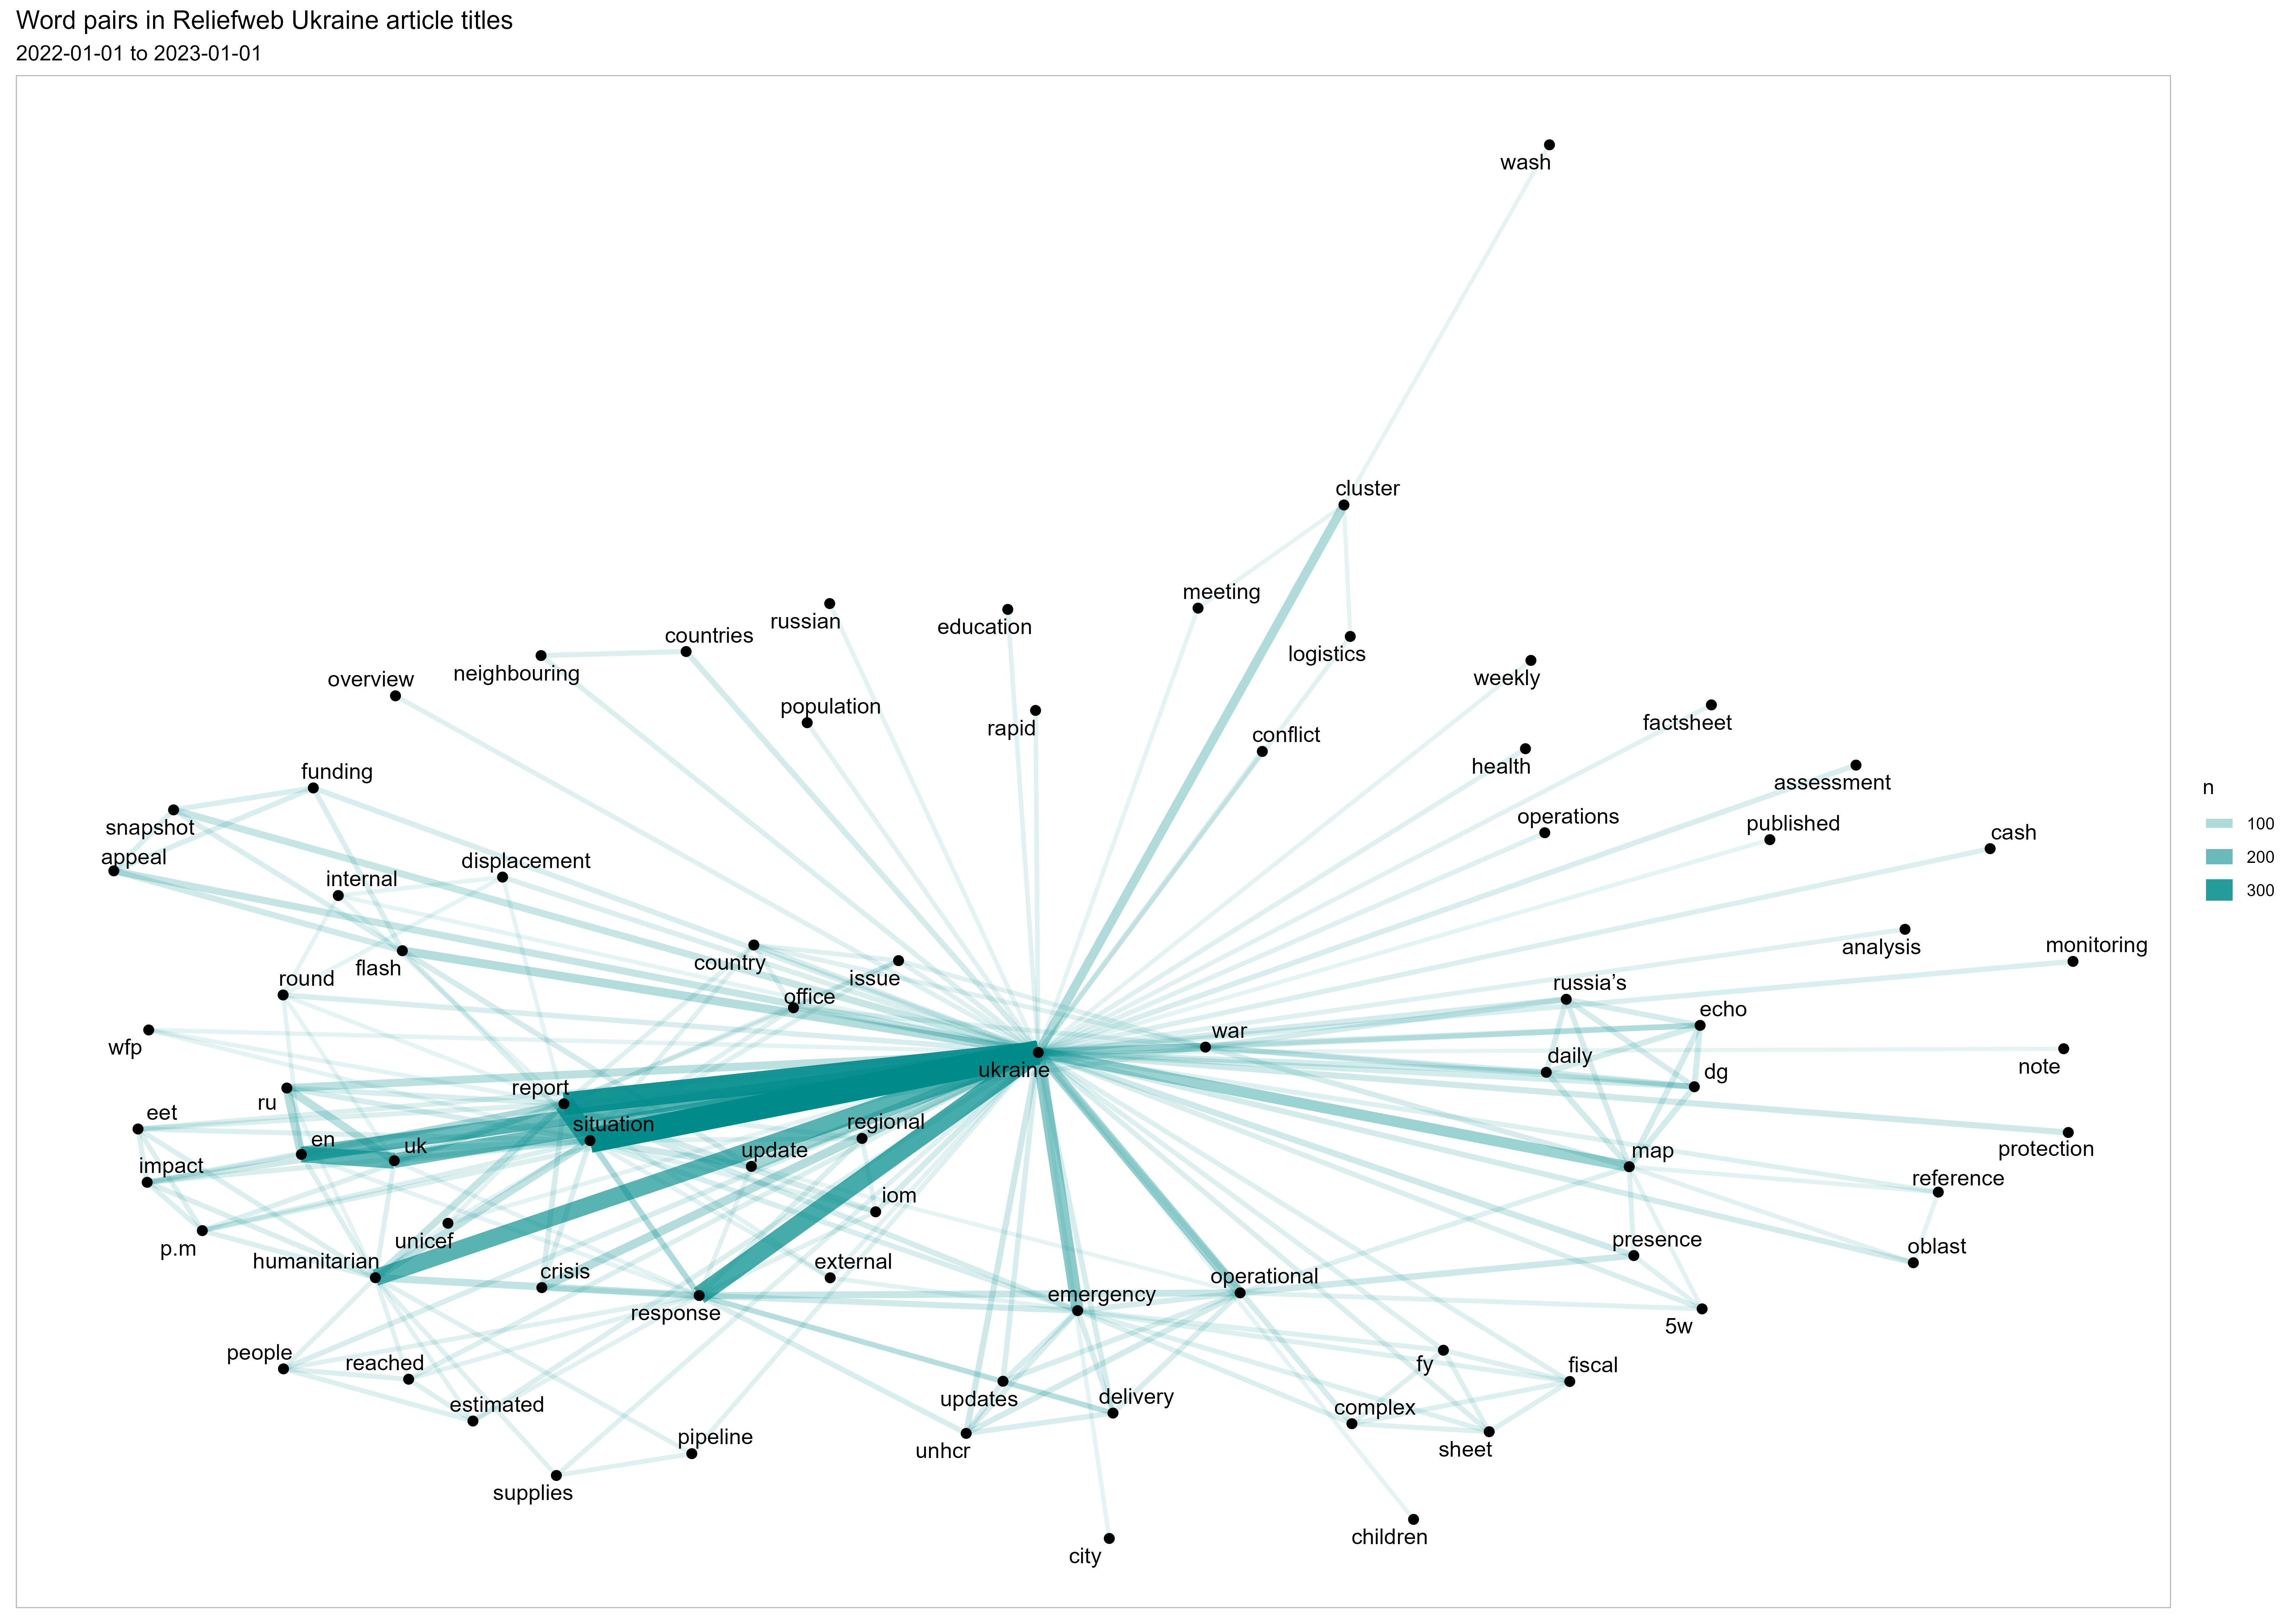 Word pairs in Reliefweb Ukraine article titles
2022-01-01 to 2023-01-01
wash
cluster
meeting
russian
education
countries
logistics
neighbouring
overview
weekly
population
factsheet
rapid
conflict
health
funding
assessment
operations
published
snapshot
cash
appeal
displacement
internal
analysis
monitoring
flash
country
issue
round
russia’s
office
echo
war
wfp
daily
note
ukraine
dg
report
ru
eet
situation
regional
en
uk
update
map
protection
impact
reference
iom
unicef
p.m
presence
oblast
humanitarian
external
crisis
operational
emergency
response
5w
people
reached
fy
fiscal
updates
delivery
estimated
complex
pipeline
unhcr
sheet
supplies
children
city
n
100
200
300